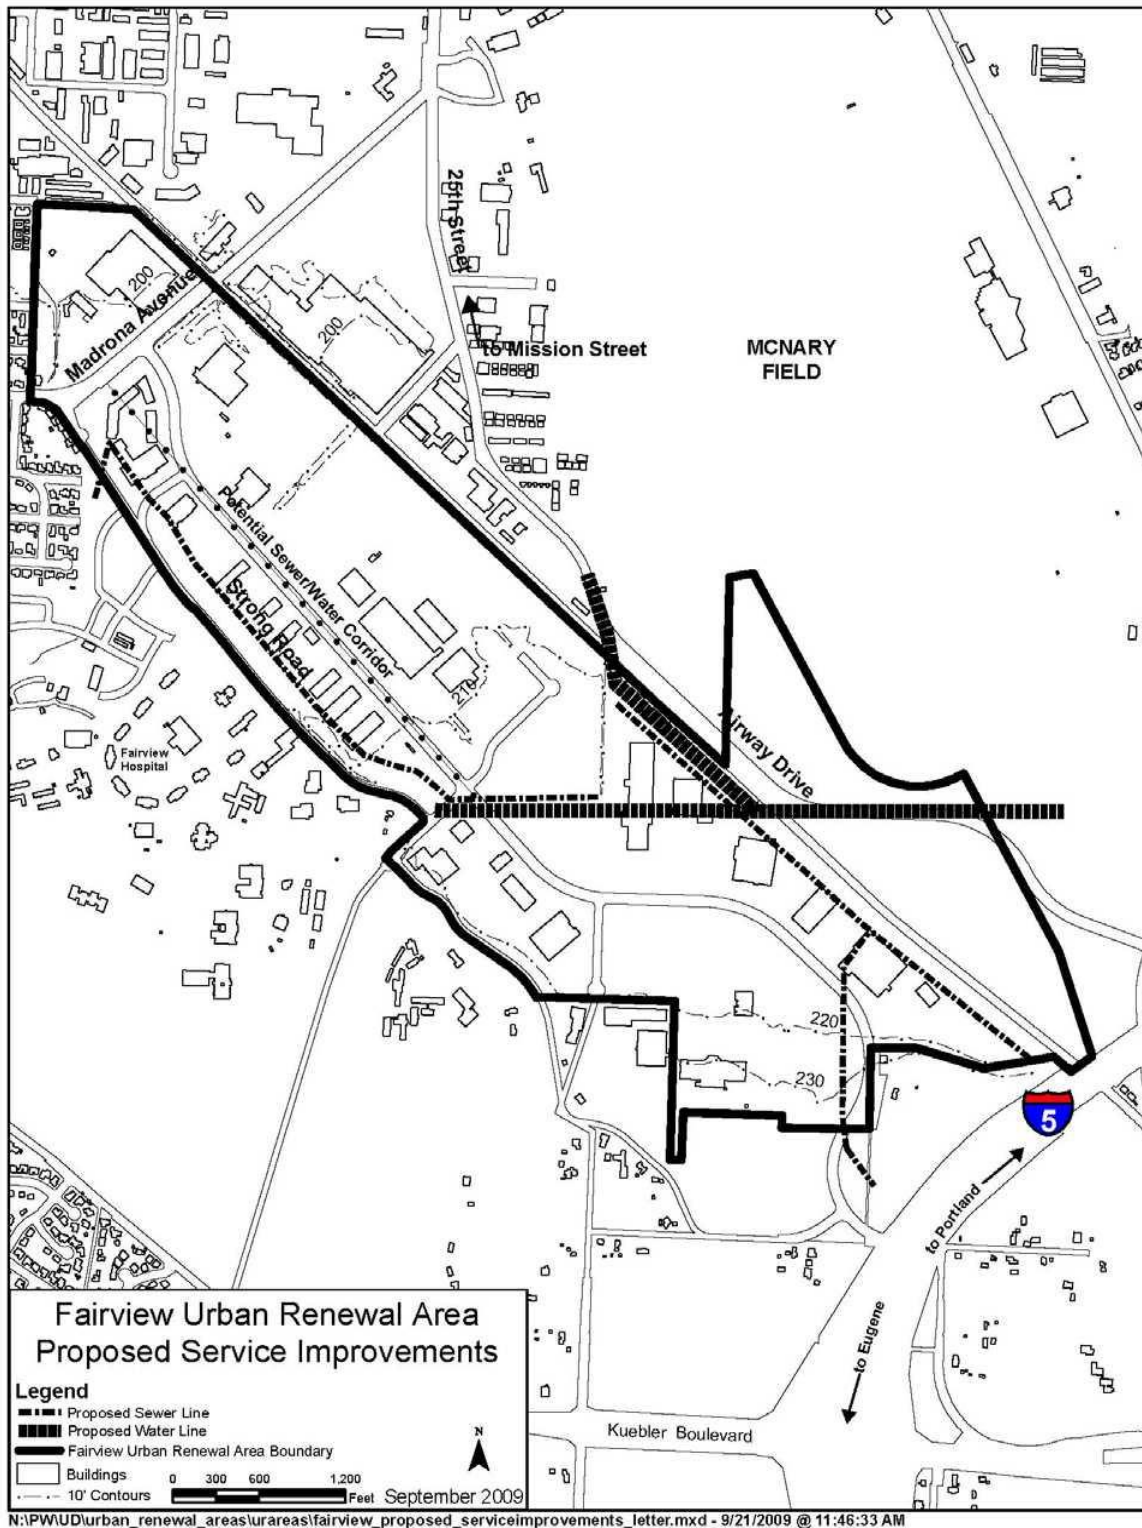 25th Street
200
Madrona Avenue
200
to Mission Street
MCNARY
FIELD
Potential Sewer/Water Corridor
Strong Road
210
Airway Drive
Fairview
Hospital
220
230
5
to Portland
to Eugene
Kuebler Boulevard
Fairview Urban Renewal Area
Proposed Service Improvements
Legend
Proposed Sewer Line
Proposed Water Line
Fairview Urban Renewal Area Boundary
Buildings
10' Contours
0 300 600 1,200
Feet
N
September 2009
N:\PW\UD\urban_renewal_areas\urareas\fairview_proposed_serviceimprovements_letter.mxd - 9/21/2009 @ 11:46:33 AM